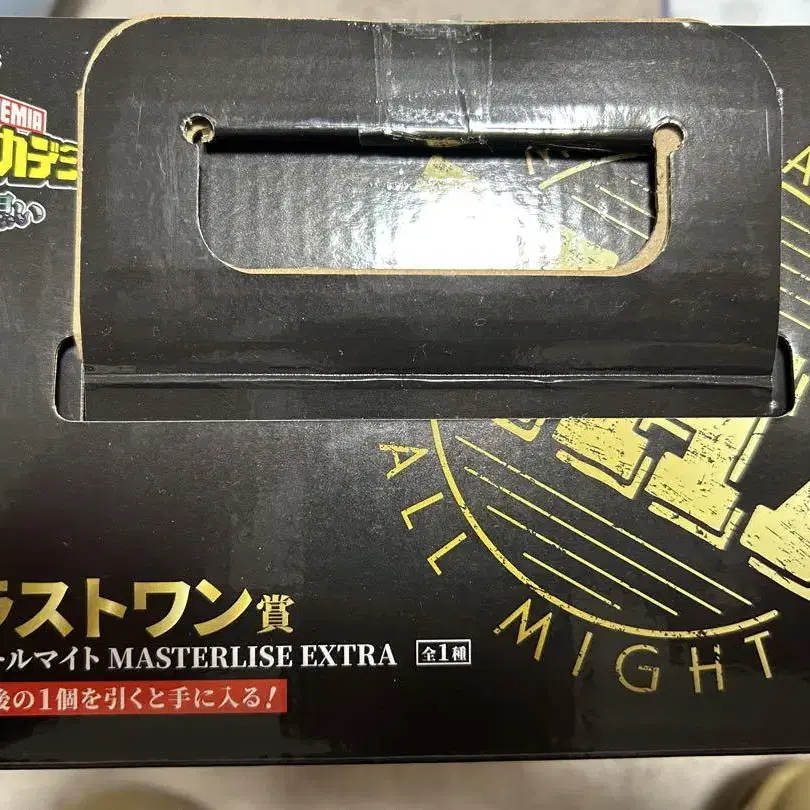 EMIA
カデミ
ラストワン賞
ールマイト MASTERLISE EXTRA 全1種
後の1個を引くと手に入る!
ALL MIGHT